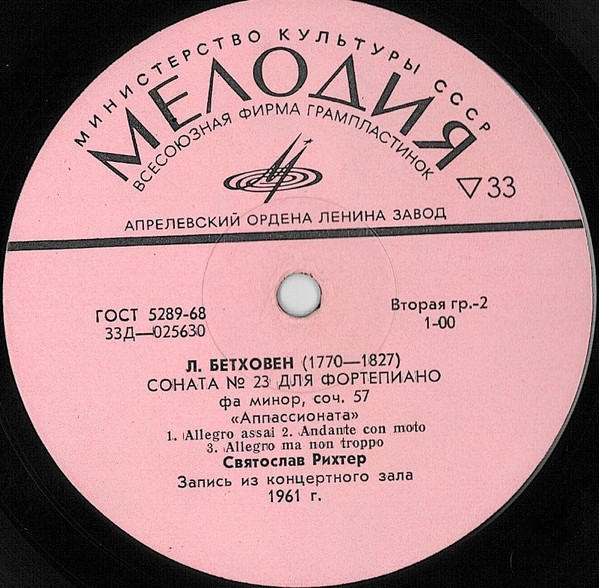 МИНИСТЕРСТВО КУЛЬТУРЫ СССР
МЕЛОДИЯ
ВСЕСОЮЗНАЯ ФИРМА ГРАМПЛАСТИНОК
▽33
АПРЕЛЕВСКИЙ ОРДЕНА ЛЕНИНА ЗАВОД
ГОСТ 5289-68
33Д—025630
Вторая гр.-2
1-00
Л. БЕТХОВЕН (1770—1827)
СОНАТА № 23 ДЛЯ ФОРТЕПИАНО
фа минор, соч. 57
«Аппассионата»
1. Allegro assai 2. Andante con moto
3. Allegro ma non troppo
Святослав Рихтер
Запись из концертного зала
1961 г.